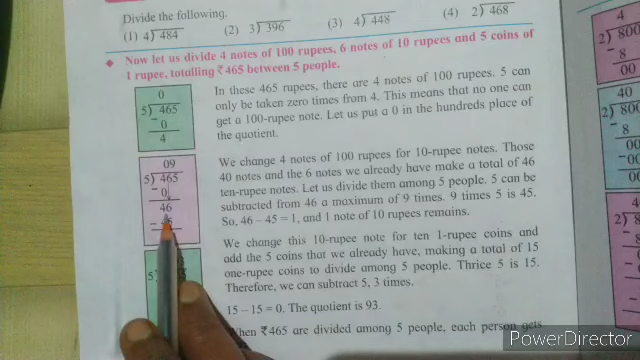 Divide the following.
(1) 4)484 (2) 3)396 (3) 4)448 (4) 2)468
◆ Now let us divide 4 notes of 100 rupees, 6 notes of 10 rupees and 5 coins of
1 rupee, totalling ₹465 between 5 people.
0
5)465
- 0
4
In these 465 rupees, there are 4 notes of 100 rupees. 5 can
only be taken zero times from 4. This means that no one can
get a 100-rupee note. Let us put a 0 in the hundreds place of
the quotient.
09
5)465
- 0
46
-
We change 4 notes of 100 rupees for 10-rupee notes. Those
40 notes and the 6 notes we already have make a total of 46
ten-rupee notes. Let us divide them among 5 people. 5 can be
subtracted from 46 a maximum of 9 times. 9 times 5 is 45.
So, 46 – 45 = 1, and 1 note of 10 rupees remains.
5)
We change this 10-rupee note for ten 1-rupee coins and
add the 5 coins that we already have, making a total of 15
one-rupee coins to divide among 5 people. Thrice 5 is 15.
Therefore, we can subtract 5, 3 times.
15 – 15 = 0. The quotient is 93.
When ₹465 are divided among 5 people, each person gets
4
2)800
- 8
00
40
2)800
- 8
00
2)8
- 8
PowerDirector